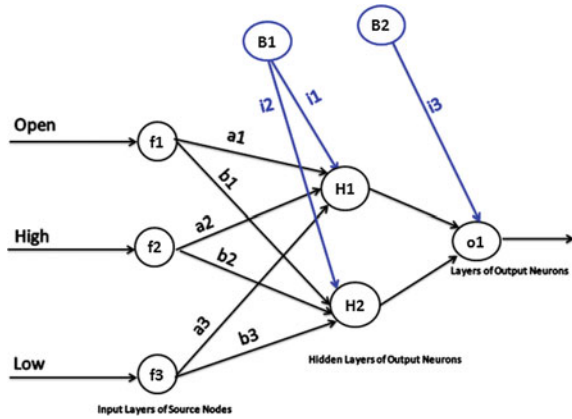 B1
B2
i1
i2
i3
Open
f1
a1
b1
H1
High
f2
a2
b2
o1
Layers of Output Neurons
a3
H2
b3
Low
f3
Hidden Layers of Output Neurons
Input Layers of Source Nodes